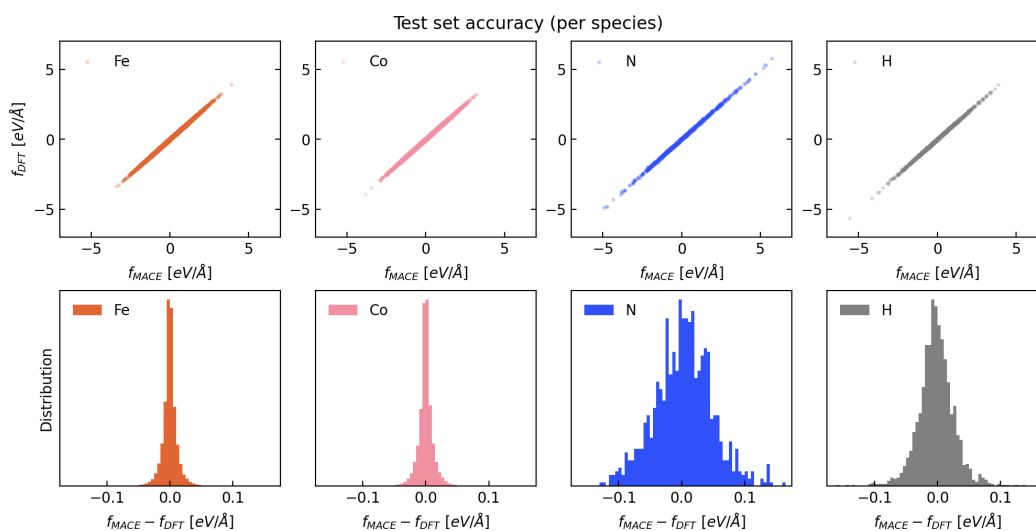 Test set accuracy (per species)
Fe
Co
N
H
f_DFT [eV/Å]
5
0
−5
5
0
−5
5
0
−5
5
0
−5
−5 0 5
−5 0 5
−5 0 5
−5 0 5
f_MACE [eV/Å]
f_MACE [eV/Å]
f_MACE [eV/Å]
f_MACE [eV/Å]
Fe
Co
N
H
Distribution
−0.1 0.0 0.1
−0.1 0.0 0.1
−0.1 0.0 0.1
−0.1 0.0 0.1
f_MACE − f_DFT [eV/Å]
f_MACE − f_DFT [eV/Å]
f_MACE − f_DFT [eV/Å]
f_MACE − f_DFT [eV/Å]